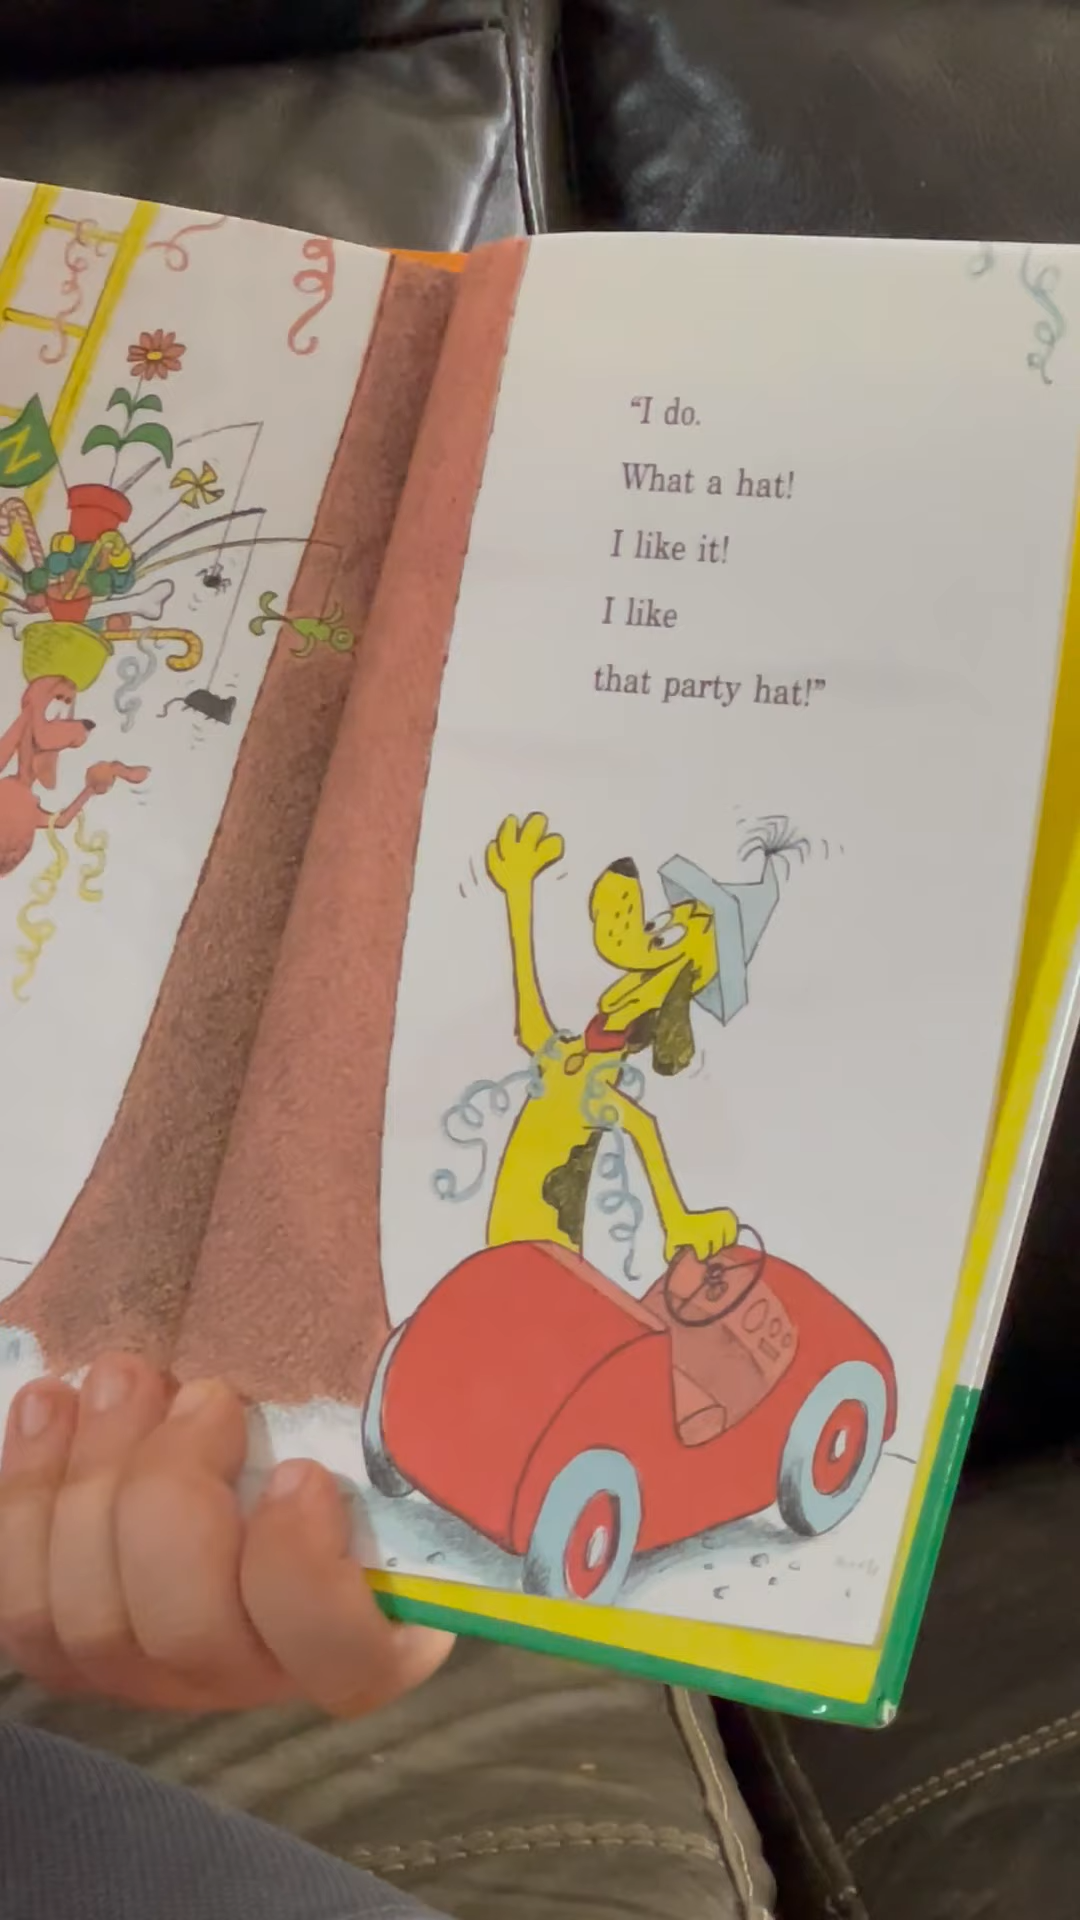 Z
“I do.
What a hat!
I like it!
I like
that party hat!”